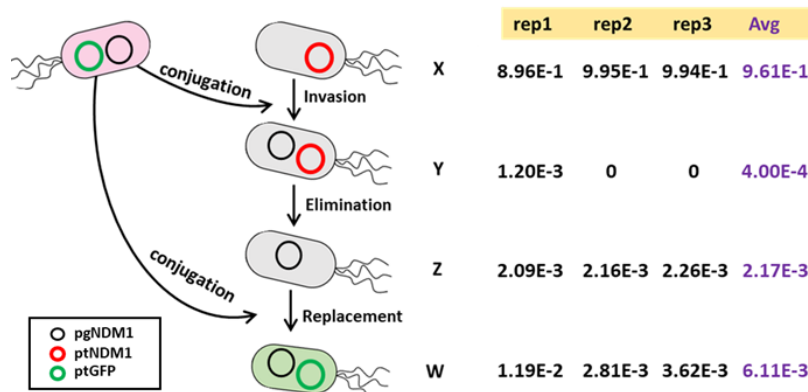 rep1 rep2 rep3 Avg
X 8.96E-1 9.95E-1 9.94E-1 9.61E-1
conjugation
Invasion
Y 1.20E-3 0 0 4.00E-4
Elimination
conjugation
Z 2.09E-3 2.16E-3 2.26E-3 2.17E-3
Replacement
pgNDM1
ptNDM1
ptGFP
W 1.19E-2 2.81E-3 3.62E-3 6.11E-3